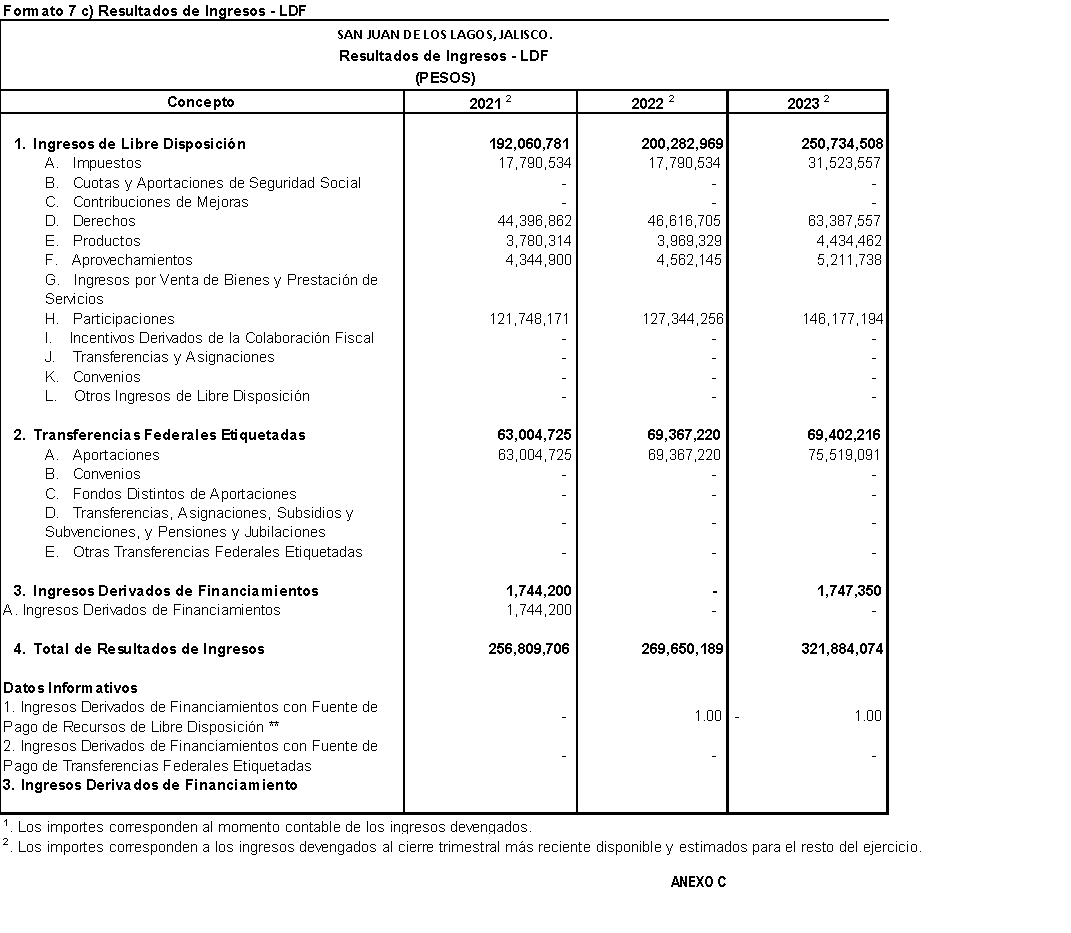 Formato 7 c) Resultados de Ingresos - LDF
SAN JUAN DE LOS LAGOS, JALISCO.
Resultados de Ingresos - LDF
(PESOS)
Concepto 2021 2 2022 2 2023 2
1. Ingresos de Libre Disposición 192,060,781 200,282,969 250,734,508
A. Impuestos 17,790,534 17,790,534 31,523,557
B. Cuotas y Aportaciones de Seguridad Social - - -
C. Contribuciones de Mejoras - - -
D. Derechos 44,396,862 46,616,705 63,387,557
E. Productos 3,780,314 3,969,329 4,434,462
F. Aprovechamientos 4,344,900 4,562,145 5,211,738
G. Ingresos por Venta de Bienes y Prestación de
Servicios
H. Participaciones 121,748,171 127,344,256 146,177,194
I. Incentivos Derivados de la Colaboración Fiscal - - -
J. Transferencias y Asignaciones - - -
K. Convenios - - -
L. Otros Ingresos de Libre Disposición - - -
2. Transferencias Federales Etiquetadas 63,004,725 69,367,220 69,402,216
A. Aportaciones 63,004,725 69,367,220 75,519,091
B. Convenios - - -
C. Fondos Distintos de Aportaciones - - -
D. Transferencias, Asignaciones, Subsidios y
Subvenciones, y Pensiones y Jubilaciones - - -
E. Otras Transferencias Federales Etiquetadas - - -
3. Ingresos Derivados de Financiamientos 1,744,200 - 1,747,350
A. Ingresos Derivados de Financiamientos 1,744,200 - -
4. Total de Resultados de Ingresos 256,809,706 269,650,189 321,884,074
Datos Informativos
1. Ingresos Derivados de Financiamientos con Fuente de
Pago de Recursos de Libre Disposición ** - 1.00 - 1.00
2. Ingresos Derivados de Financiamientos con Fuente de
Pago de Transferencias Federales Etiquetadas - - -
3. Ingresos Derivados de Financiamiento
1. Los importes corresponden al momento contable de los ingresos devengados.
2. Los importes corresponden a los ingresos devengados al cierre trimestral más reciente disponible y estimados para el resto del ejercicio.
ANEXO C